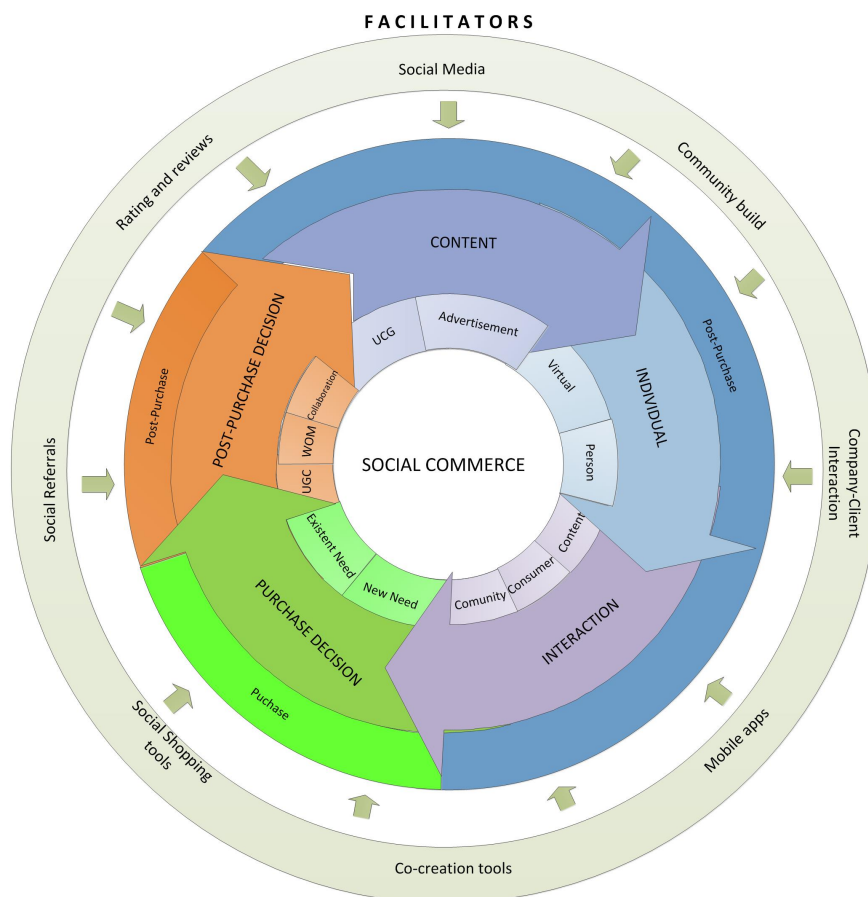 FACILITATORS
Social Media
Community build
Company-Client
Interaction
Mobile apps
Co-creation tools
Social Shopping
tools
Social Referrals
Rating and reviews
Post-Purchase
Puchase
Post-Purchase
CONTENT
UCG
Advertisement
INDIVIDUAL
Virtual
Person
INTERACTION
Content
Consumer
Comunity
PURCHASE DECISION
New Need
Existent Need
POST-PURCHASE DECISION
UGC
WOM
Collaboration
SOCIAL COMMERCE